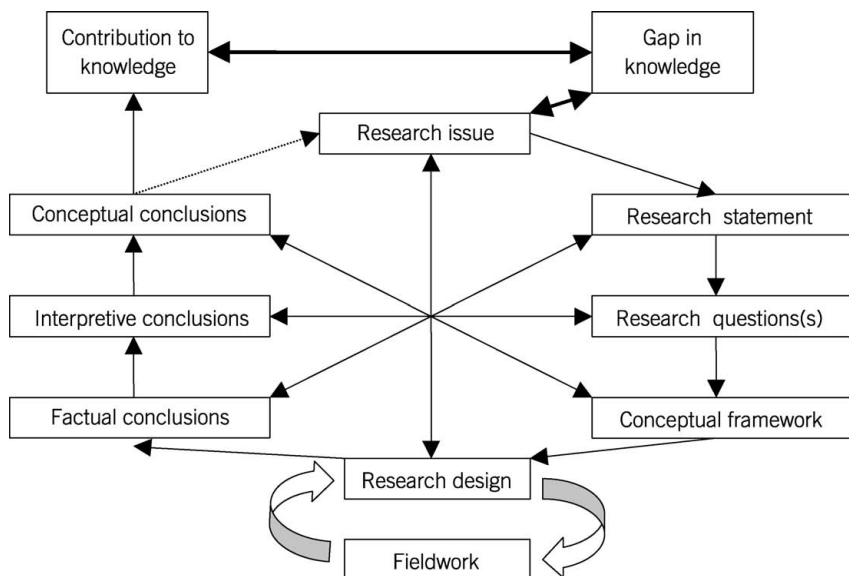 Contribution to
knowledge
Gap in
knowledge
Research issue
Conceptual conclusions
Research statement
Interpretive conclusions
Research questions(s)
Factual conclusions
Conceptual framework
Research design
Fieldwork